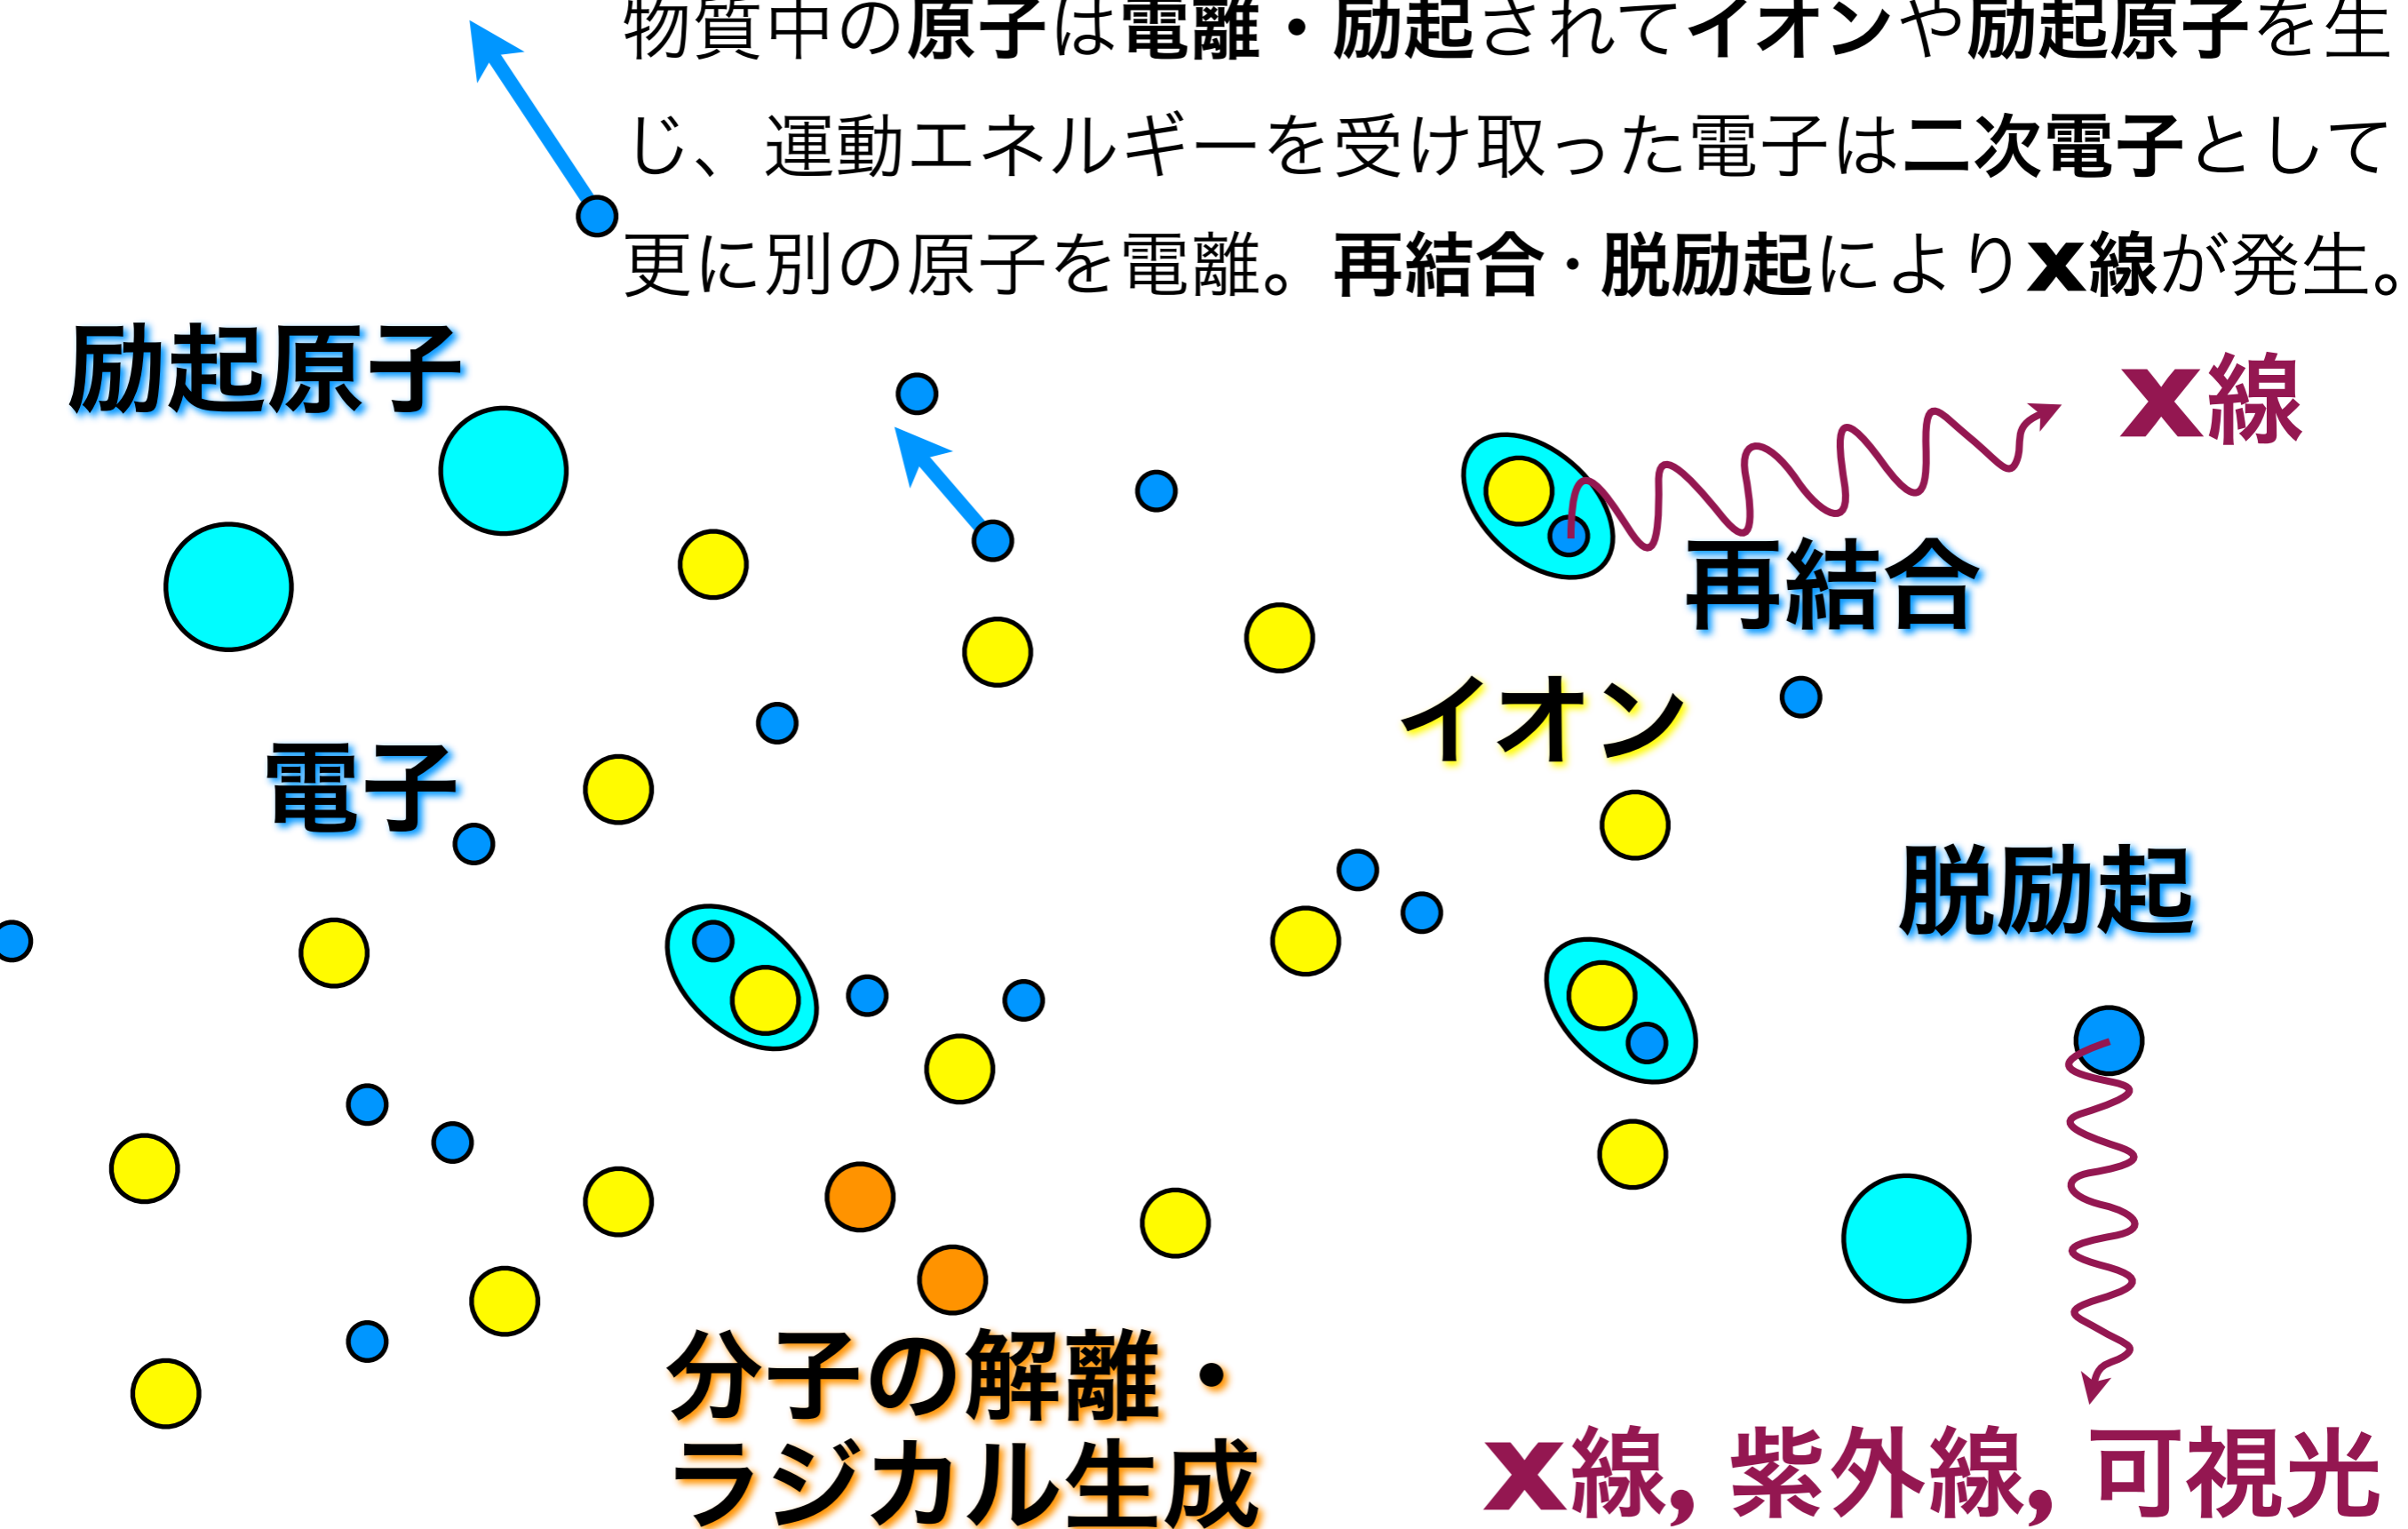 物質中の原子は電離・励起されてイオンや励起原子を生
じ、運動エネルギーを受け取った電子は二次電子として
更に別の原子を電離。再結合・脱励起によりx線が発生。
励起原子
x線
再結合
イオン
電子
脱励起
分子の解離・
ラジカル生成
x線, 紫外線, 可視光